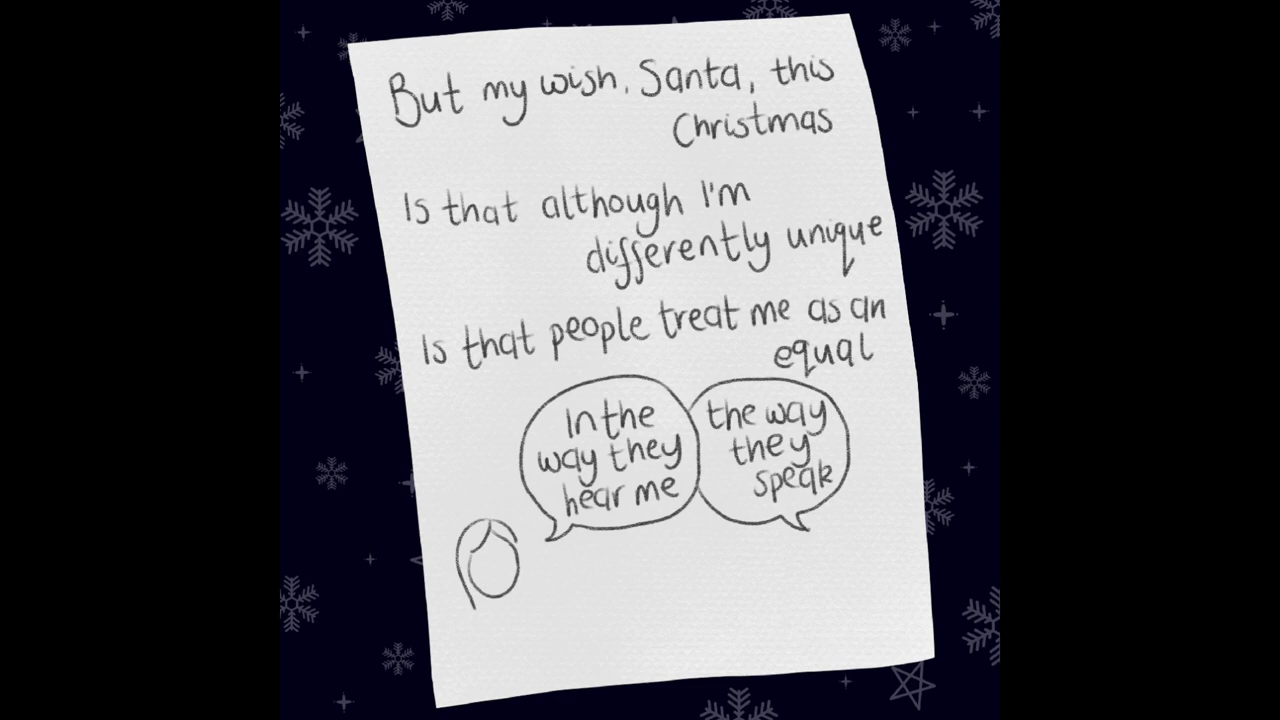 But my wish, Santa, this
Christmas
Is that although I'm
differently unique
Is that people treat me as an
equal
In the
way they
hear me
the way
they
speak